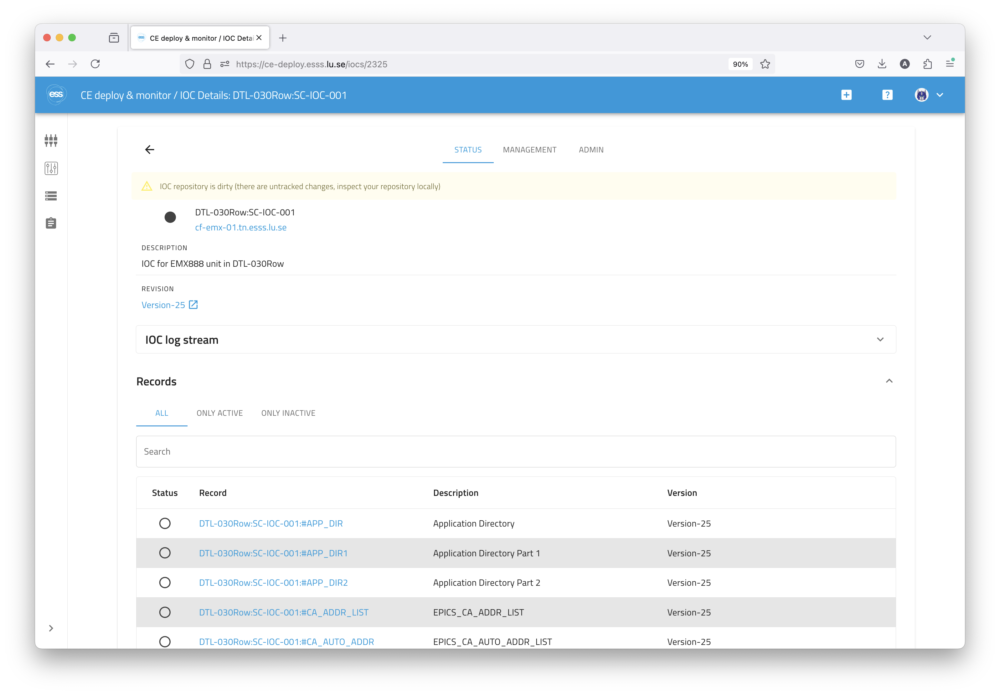 ess CE deploy & monitor / IOC Detai
https://ce-deploy.esss.lu.se/iocs/2325 90% A
ess CE deploy & monitor / IOC Details: DTL-030Row:SC-IOC-001 + ?
STATUS MANAGEMENT ADMIN
IOC repository is dirty (there are untracked changes, inspect your repository locally)
DTL-030Row:SC-IOC-001
cf-emx-01.tn.esss.lu.se
DESCRIPTION
IOC for EMX888 unit in DTL-030Row
REVISION
Version-25
IOC log stream
Records
ALL ONLY ACTIVE ONLY INACTIVE
Search
Status Record Description Version
DTL-030Row:SC-IOC-001:#APP_DIR Application Directory Version-25
DTL-030Row:SC-IOC-001:#APP_DIR1 Application Directory Part 1 Version-25
DTL-030Row:SC-IOC-001:#APP_DIR2 Application Directory Part 2 Version-25
DTL-030Row:SC-IOC-001:#CA_ADDR_LIST EPICS_CA_ADDR_LIST Version-25
DTL-030Row:SC-IOC-001:#CA_AUTO_ADDR EPICS_CA_AUTO_ADDR_LIST Version-25